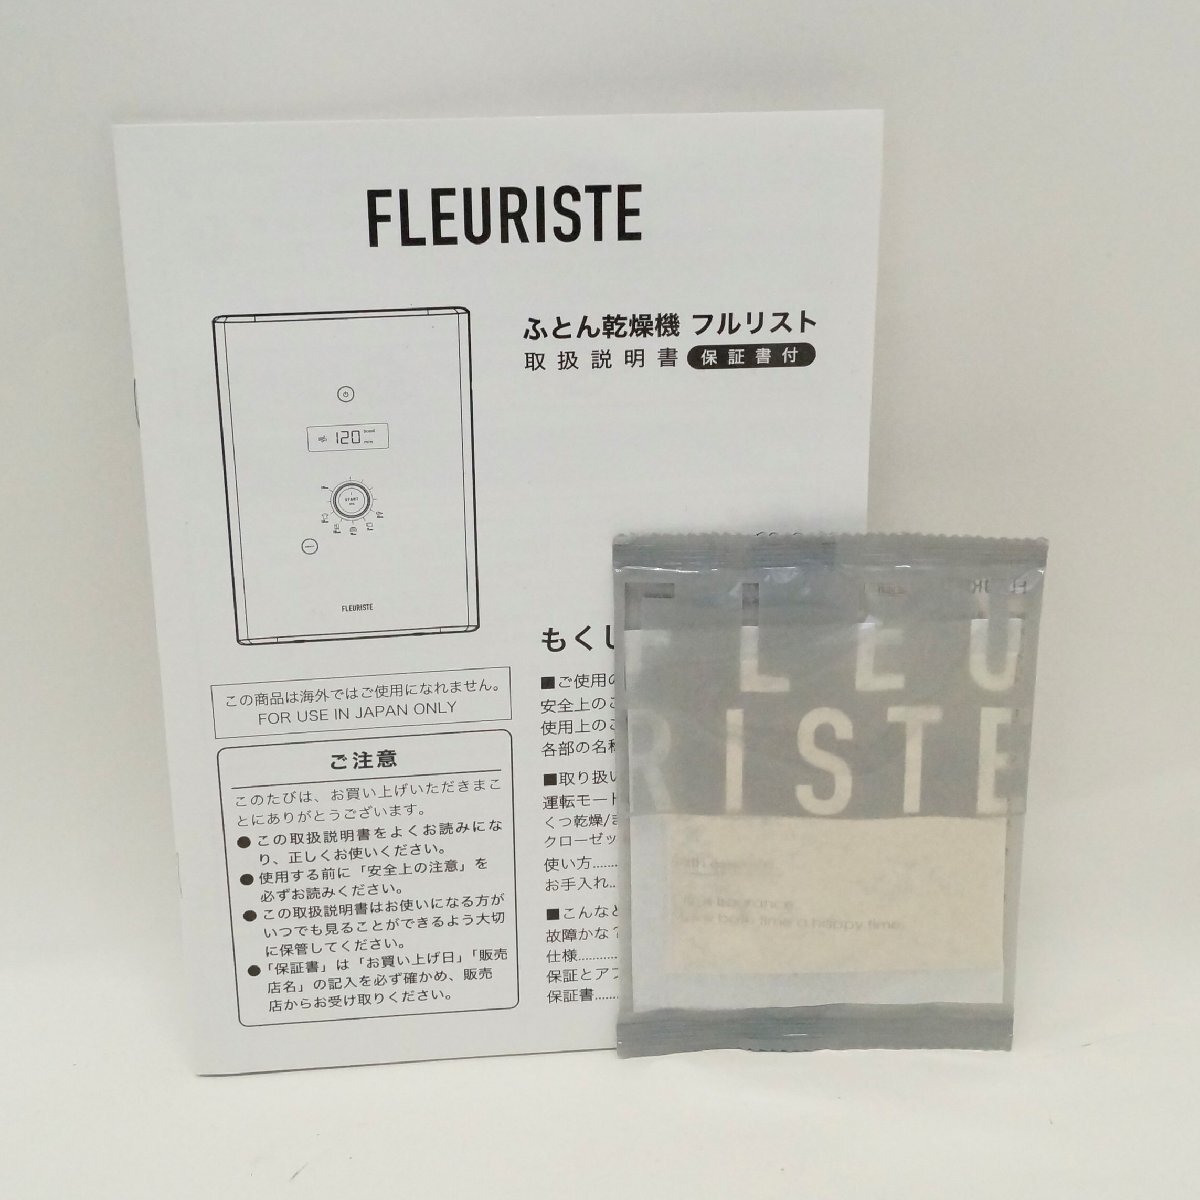 FLEURISTE
ふとん乾燥機 フルリスト
取扱説明書 保証書付
120
START
FLEURISTE
この商品は海外ではご使用になれません。
FOR USE IN JAPAN ONLY
ご注意
このたびは、お買い上げいただきまこ
とにありがとうございます。
●この取扱説明書をよくお読みにな
り、正しくお使いください。
●使用する前に「安全上の注意」を
必ずお読みください。
●この取扱説明書はお使いになる方が
いつでも見ることができるよう大切
に保管してください。
●「保証書」は「お買い上げ日」「販売
店名」の記入を必ず確かめ、販売
店からお受け取りください。
もくじ
■ご使用の
安全上のご
使用上のご
各部の名称
■取り扱い
運転モード
くつ乾燥/
クローゼッ
使い方......
お手入れ..
■こんなと
故障かな？
仕様..........
保証とアフ
保証書......
FLEU
RISTE
time a happy time.